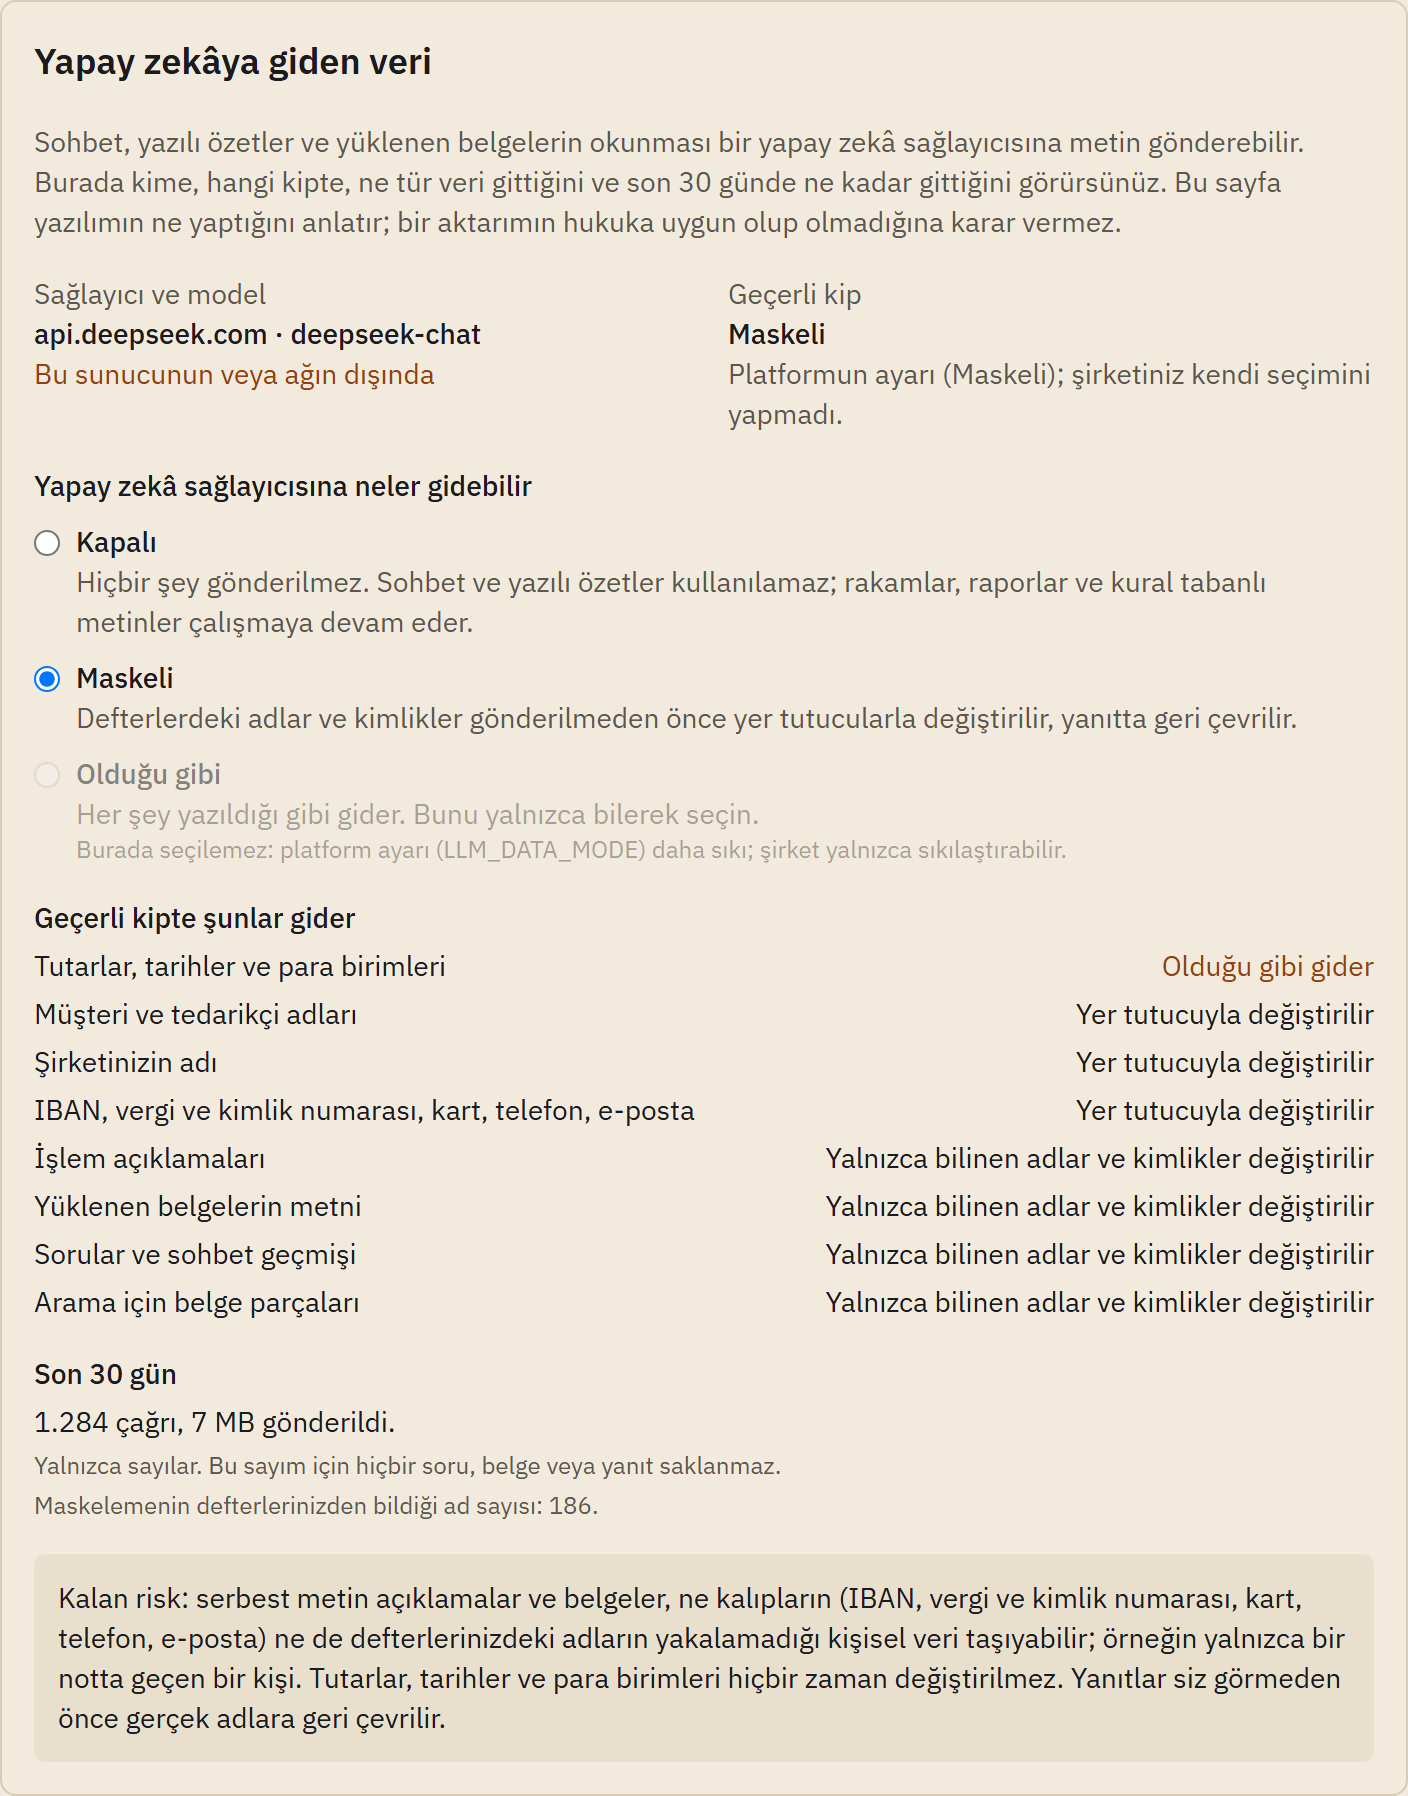 Yapay zekâya giden veri
Sohbet, yazılı özetler ve yüklenen belgelerin okunması bir yapay zekâ sağlayıcısına metin gönderebilir.
Burada kime, hangi kipte, ne tür veri gittiğini ve son 30 günde ne kadar gittiğini görürsünüz. Bu sayfa
yazılımın ne yaptığını anlatır; bir aktarımın hukuka uygun olup olmadığına karar vermez.
Sağlayıcı ve model
api.deepseek.com · deepseek-chat
Bu sunucunun veya ağın dışında
Geçerli kip
Maskeli
Platformun ayarı (Maskeli); şirketiniz kendi seçimini
yapmadı.
Yapay zekâ sağlayıcısına neler gidebilir
Kapalı
Hiçbir şey gönderilmez. Sohbet ve yazılı özetler kullanılamaz; rakamlar, raporlar ve kural tabanlı
metinler çalışmaya devam eder.
Maskeli
Defterlerdeki adlar ve kimlikler gönderilmeden önce yer tutucularla değiştirilir, yanıtta geri çevrilir.
Olduğu gibi
Her şey yazıldığı gibi gider. Bunu yalnızca bilerek seçin.
Burada seçilemez: platform ayarı (LLM_DATA_MODE) daha sıkı; şirket yalnızca sıkılaştırabilir.
Geçerli kipte şunlar gider
Tutarlar, tarihler ve para birimleri Olduğu gibi gider
Müşteri ve tedarikçi adları Yer tutucuyla değiştirilir
Şirketinizin adı Yer tutucuyla değiştirilir
IBAN, vergi ve kimlik numarası, kart, telefon, e-posta Yer tutucuyla değiştirilir
İşlem açıklamaları Yalnızca bilinen adlar ve kimlikler değiştirilir
Yüklenen belgelerin metni Yalnızca bilinen adlar ve kimlikler değiştirilir
Sorular ve sohbet geçmişi Yalnızca bilinen adlar ve kimlikler değiştirilir
Arama için belge parçaları Yalnızca bilinen adlar ve kimlikler değiştirilir
Son 30 gün
1.284 çağrı, 7 MB gönderildi.
Yalnızca sayılar. Bu sayım için hiçbir soru, belge veya yanıt saklanmaz.
Maskelemenin defterlerinizden bildiği ad sayısı: 186.
Kalan risk: serbest metin açıklamalar ve belgeler, ne kalıpların (IBAN, vergi ve kimlik numarası, kart,
telefon, e-posta) ne de defterlerinizdeki adların yakalamadığı kişisel veri taşıyabilir; örneğin yalnızca bir
notta geçen bir kişi. Tutarlar, tarihler ve para birimleri hiçbir zaman değiştirilmez. Yanıtlar siz görmeden
önce gerçek adlara geri çevrilir.